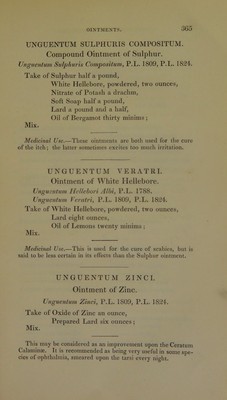 OINTMENTS. 365
UNGUENTUM SULPHURIS COMPOSITUM.
Compound Ointment of Sulphur.
Unguentum Sulphuris Compositum, P.L. 1809, P.L. 1824.
Take of Sulphur half a pound,
White Hellebore, powdered, two ounces,
Nitrate of Potash a drachm,
Soft Soap half a pound,
Lard a pound and a half,
Oil of Bergamot thirty minims;
Mix.
Medicinal Use.—These ointments are both used for the cure
of the itch; the latter sometimes excites too much irritation.
UNGUENTUM VERATRI.
Ointment of White Hellebore.
Unguentum Hellebori Albi, P.L. 1788.
Unguentum Veratri, P.L. 1809, P.L. 1824.
Take of White Hellebore, powdered, two ounces,
Lard eight ounces,
Oil of Lemons twenty minims;
Mix.
Medicinal Use.—This is used for the cure of scabies, but is
said to be less certain in its effects than the Sulphur ointment.
UNGUENTUM ZINCI.
Ointment of Zinc.
Unguentum Zinci, P.L. 1809, P.L. 1824.
Take of Oxide of Zinc an ounce,
Prepared Lard six ounces;
Mix.
This may be considered as an improvement upon the Ceratum
Calaminæ. It is recommended as being very useful in some spe-
cies of ophthalmia, smeared upon the tarsi every night.